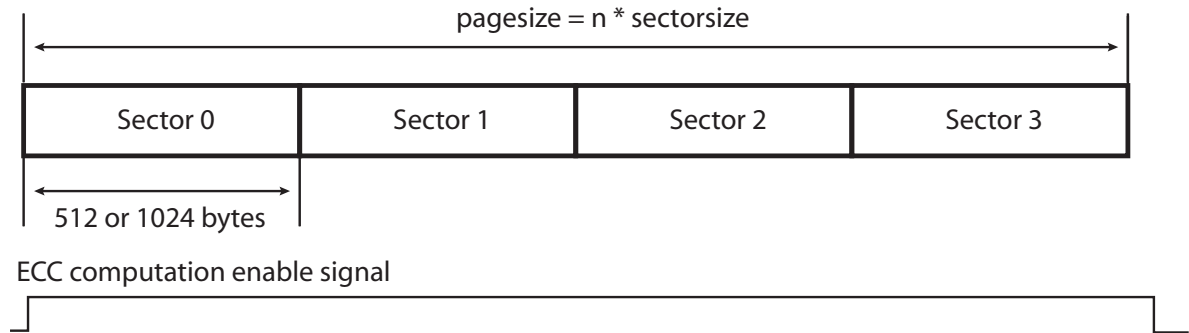 pagesize = n * sectorsize
Sector 0 Sector 1 Sector 2 Sector 3
512 or 1024 bytes
ECC computation enable signal